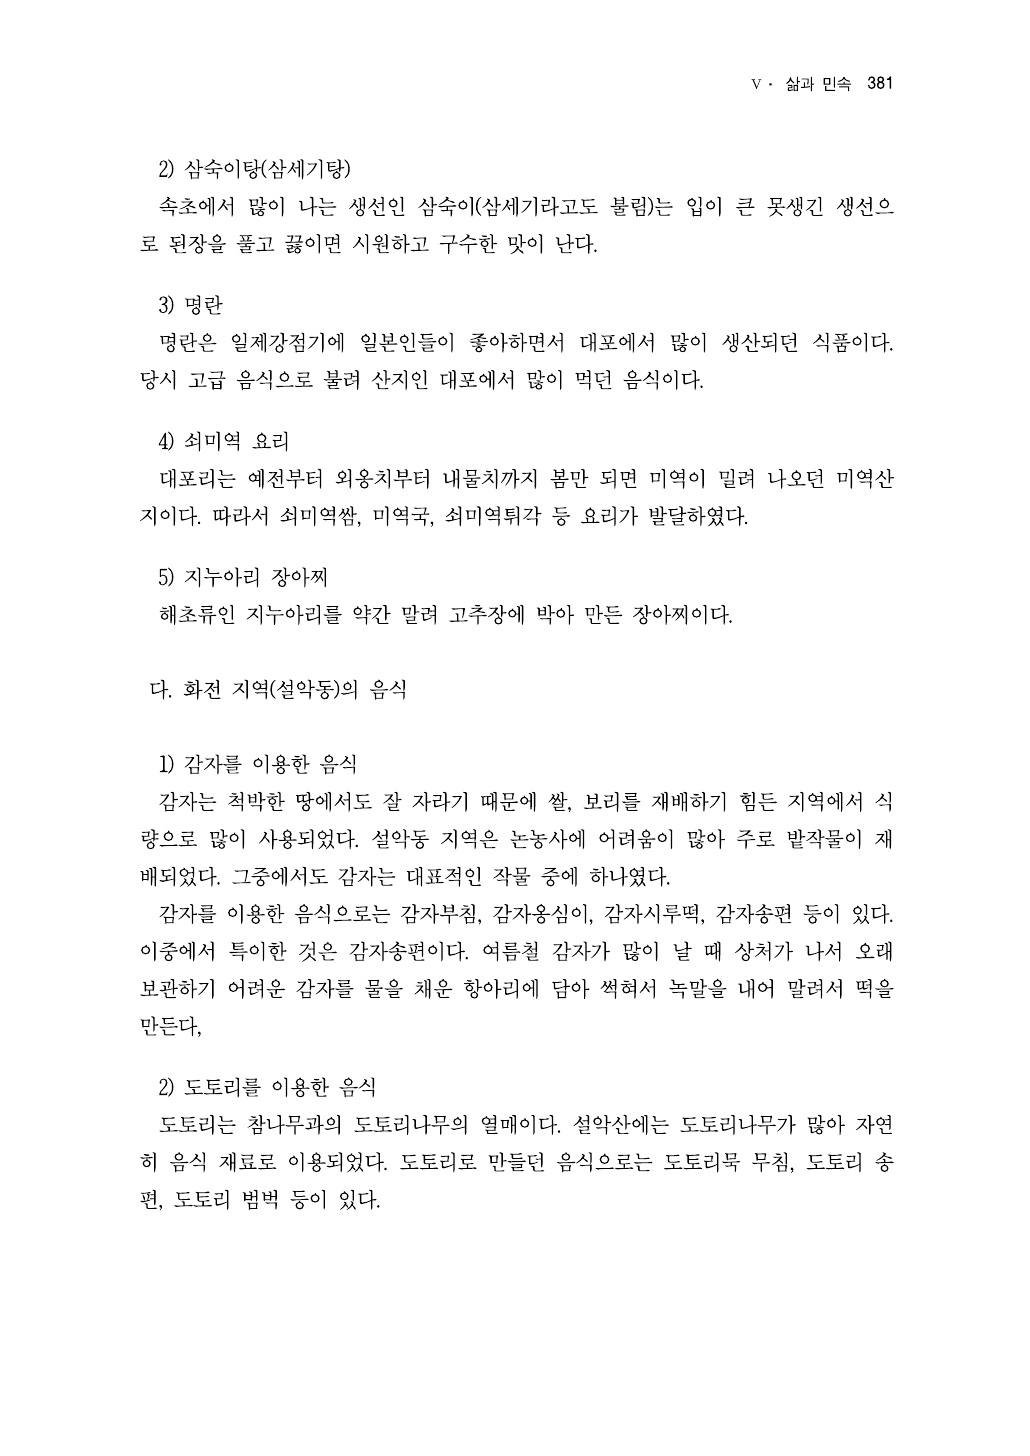 V · 삶과 민속 381
2) 삼숙이탕(삼세기탕)
속초에서 많이 나는 생선인 삼숙이(삼세기라고도 불림)는 입이 큰 못생긴 생선으
로 된장을 풀고 끓이면 시원하고 구수한 맛이 난다.
3) 명란
명란은 일제강점기에 일본인들이 좋아하면서 대포에서 많이 생산되던 식품이다.
당시 고급 음식으로 불려 산지인 대포에서 많이 먹던 음식이다.
4) 쇠미역 요리
대포리는 예전부터 외옹치부터 내물치까지 봄만 되면 미역이 밀려 나오던 미역산
지이다. 따라서 쇠미역쌈, 미역국, 쇠미역튀각 등 요리가 발달하였다.
5) 지누아리 장아찌
해초류인 지누아리를 약간 말려 고추장에 박아 만든 장아찌이다.
다. 화전 지역(설악동)의 음식
1) 감자를 이용한 음식
감자는 척박한 땅에서도 잘 자라기 때문에 쌀, 보리를 재배하기 힘든 지역에서 식
량으로 많이 사용되었다. 설악동 지역은 논농사에 어려움이 많아 주로 밭작물이 재
배되었다. 그중에서도 감자는 대표적인 작물 중에 하나였다.
감자를 이용한 음식으로는 감자부침, 감자옹심이, 감자시루떡, 감자송편 등이 있다.
이중에서 특이한 것은 감자송편이다. 여름철 감자가 많이 날 때 상처가 나서 오래
보관하기 어려운 감자를 물을 채운 항아리에 담아 썩혀서 녹말을 내어 말려서 떡을
만든다,
2) 도토리를 이용한 음식
도토리는 참나무과의 도토리나무의 열매이다. 설악산에는 도토리나무가 많아 자연
히 음식 재료로 이용되었다. 도토리로 만들던 음식으로는 도토리묵 무침, 도토리 송
편, 도토리 범벅 등이 있다.